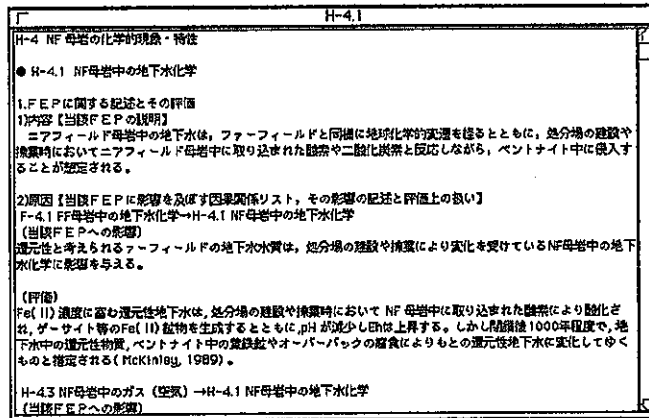 H-4.1
H-4 NF母岩の化学的現象・特性
● H-4.1 NF母岩中の地下水化学
1.FEPに関する記述とその評価
1)内容【当該FEPの説明】
ニアフィールド母岩中の地下水は，ファーフィールドと同様に地球化学的変遷を経るとともに，処分場の建設や
操業時においてニアフィールド母岩中に取り込まれた酸素や二酸化炭素と反応しながら，ベントナイト中に侵入す
ることが想定される。
2)原因【当該FEPに影響を及ぼす因果関係リスト，その影響の記述と評価上の扱い】
F-4.1 FF母岩中の地下水化学→H-4.1 NF母岩中の地下水化学
(当該FEPへの影響)
還元性と考えられるァーフィールドの地下水水質は，処分場の建設や操業により変化を受けているNF母岩中の地下
水化学に影響を与える。
(評価)
Fe(II)濃度に富む還元性地下水は,処分場の建設や操業時において NF母岩中に取り込まれた酸素により酸化さ
れ,ゲーサイト等のFe(II)鉱物を生成するとともに,pHが減少しEhは上昇する。しかし閉鎖後1000年程度で,地
下水中の還元性物質,ベントナイト中の黄鉄鉱やオーバーパックの腐食によりもとの還元性地下水に変化してゆく
ものと推定される(McKinley, 1989)。
H-4.3 NF母岩中のガス（空気）→H-4.1 NF母岩中の地下水化学
(当該FEPへの影響)